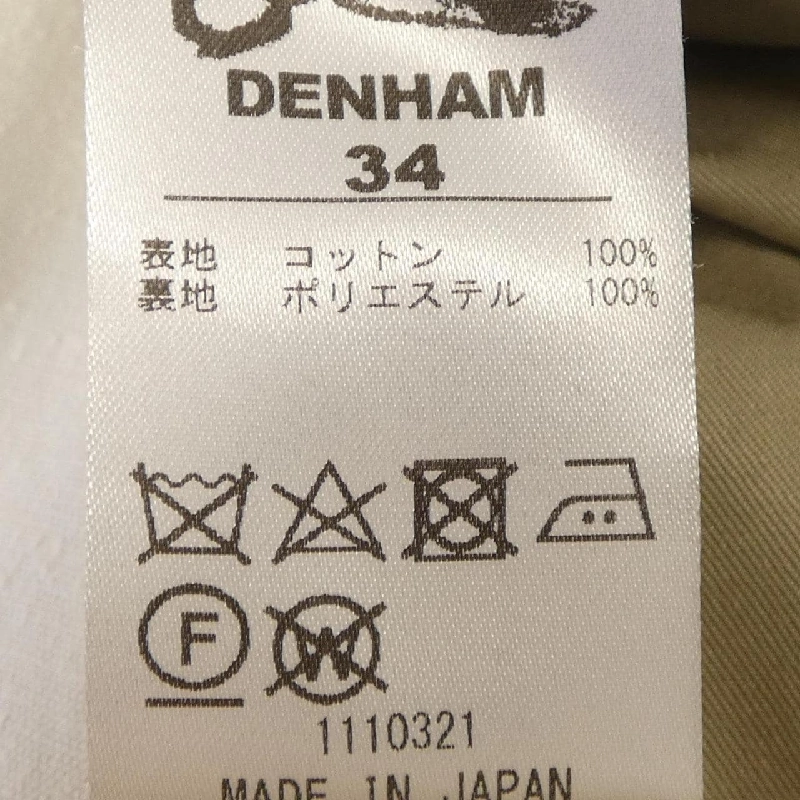 DENHAM
34
表地 コットン 100%
裏地 ポリエステル 100%
F
W
1110321
MADE IN JAPAN